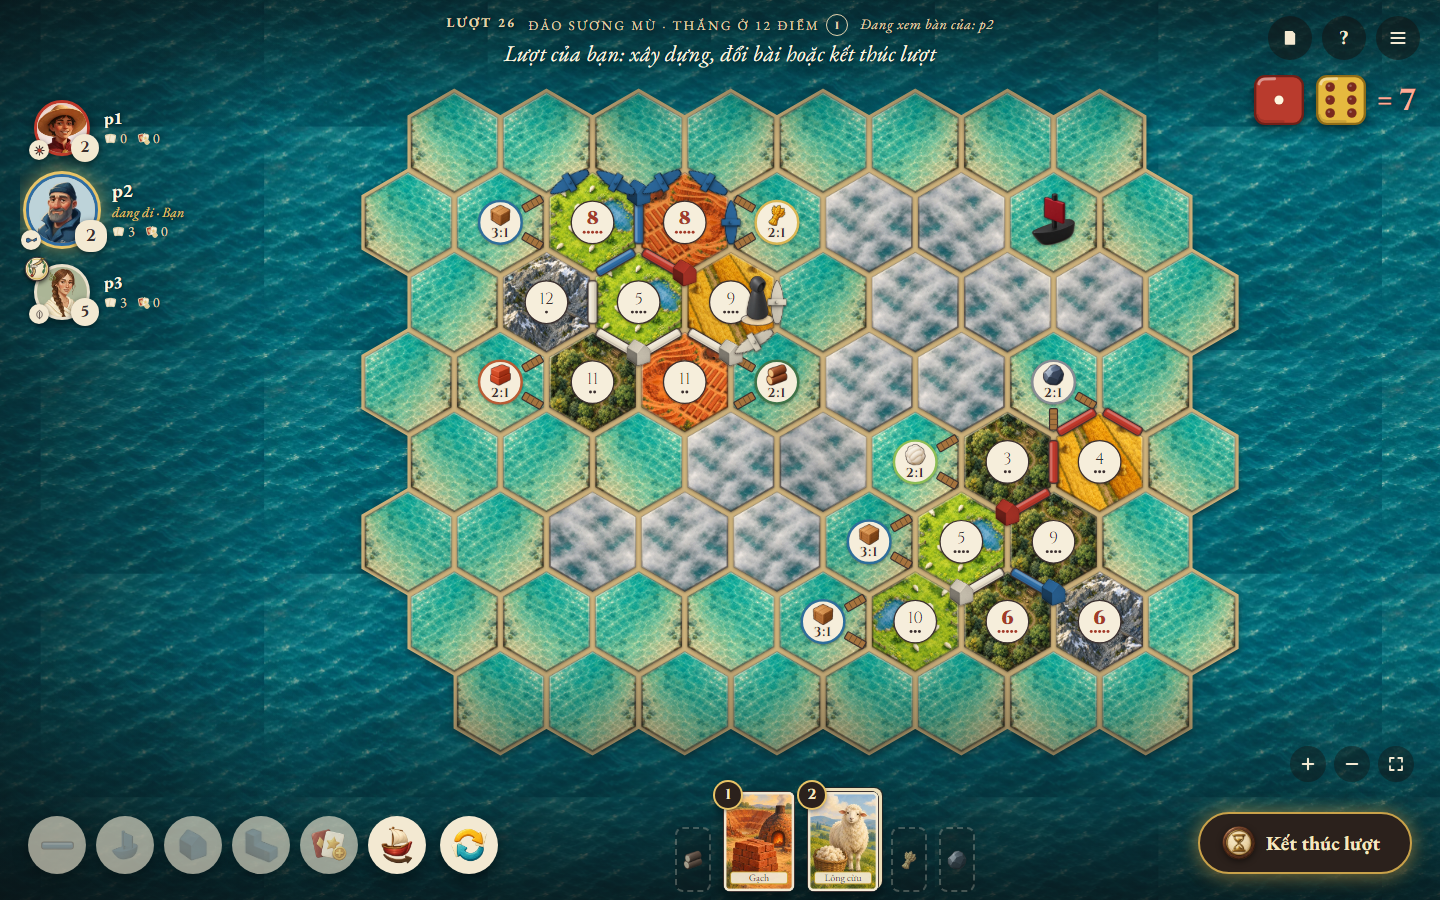 LƯỢT 26 ĐẢO SƯƠNG MÙ · THẮNG Ở 12 ĐIỂM I Đang xem bàn của: p2
Lượt của bạn: xây dựng, đổi bài hoặc kết thúc lượt
?
= 7
p1
0 0
2
p2
đang đi · Bạn
3 0
2
p3
3 0
5
3:1 8 8 2:1
12 5 9
2:1 11 11 2:1 2:1
2:1 3 4
3:1 5 9
3:1 10 6 6
1 2
Gạch Lông cừu
Kết thúc lượt